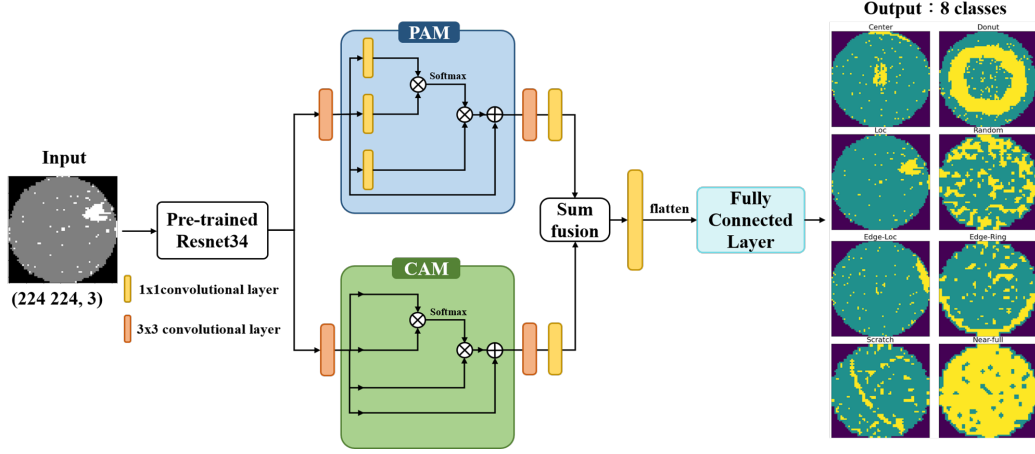 Output：8 classes
PAM
Center
Donut
Softmax
Loc
Random
Input
Pre-trained
Resnet34
Sum
fusion
flatten
Fully
Connected
Layer
Edge-Loc
Edge-Ring
CAM
(224 224, 3)
1x1convolutional layer
Softmax
3x3 convolutional layer
Scratch
Near-full